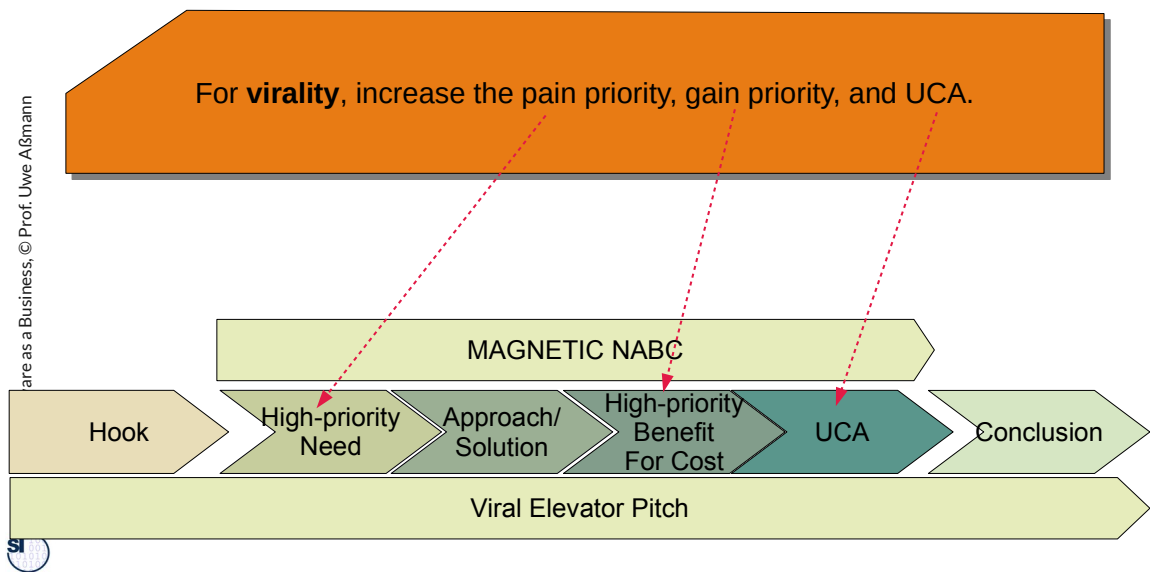 For virality, increase the pain priority, gain priority, and UCA.
are as a Business, © Prof. Uwe Aßmann
MAGNETIC NABC
Hook
High-priority
Need
Approach/
Solution
High-priority
Benefit
For Cost
UCA
Conclusion
Viral Elevator Pitch